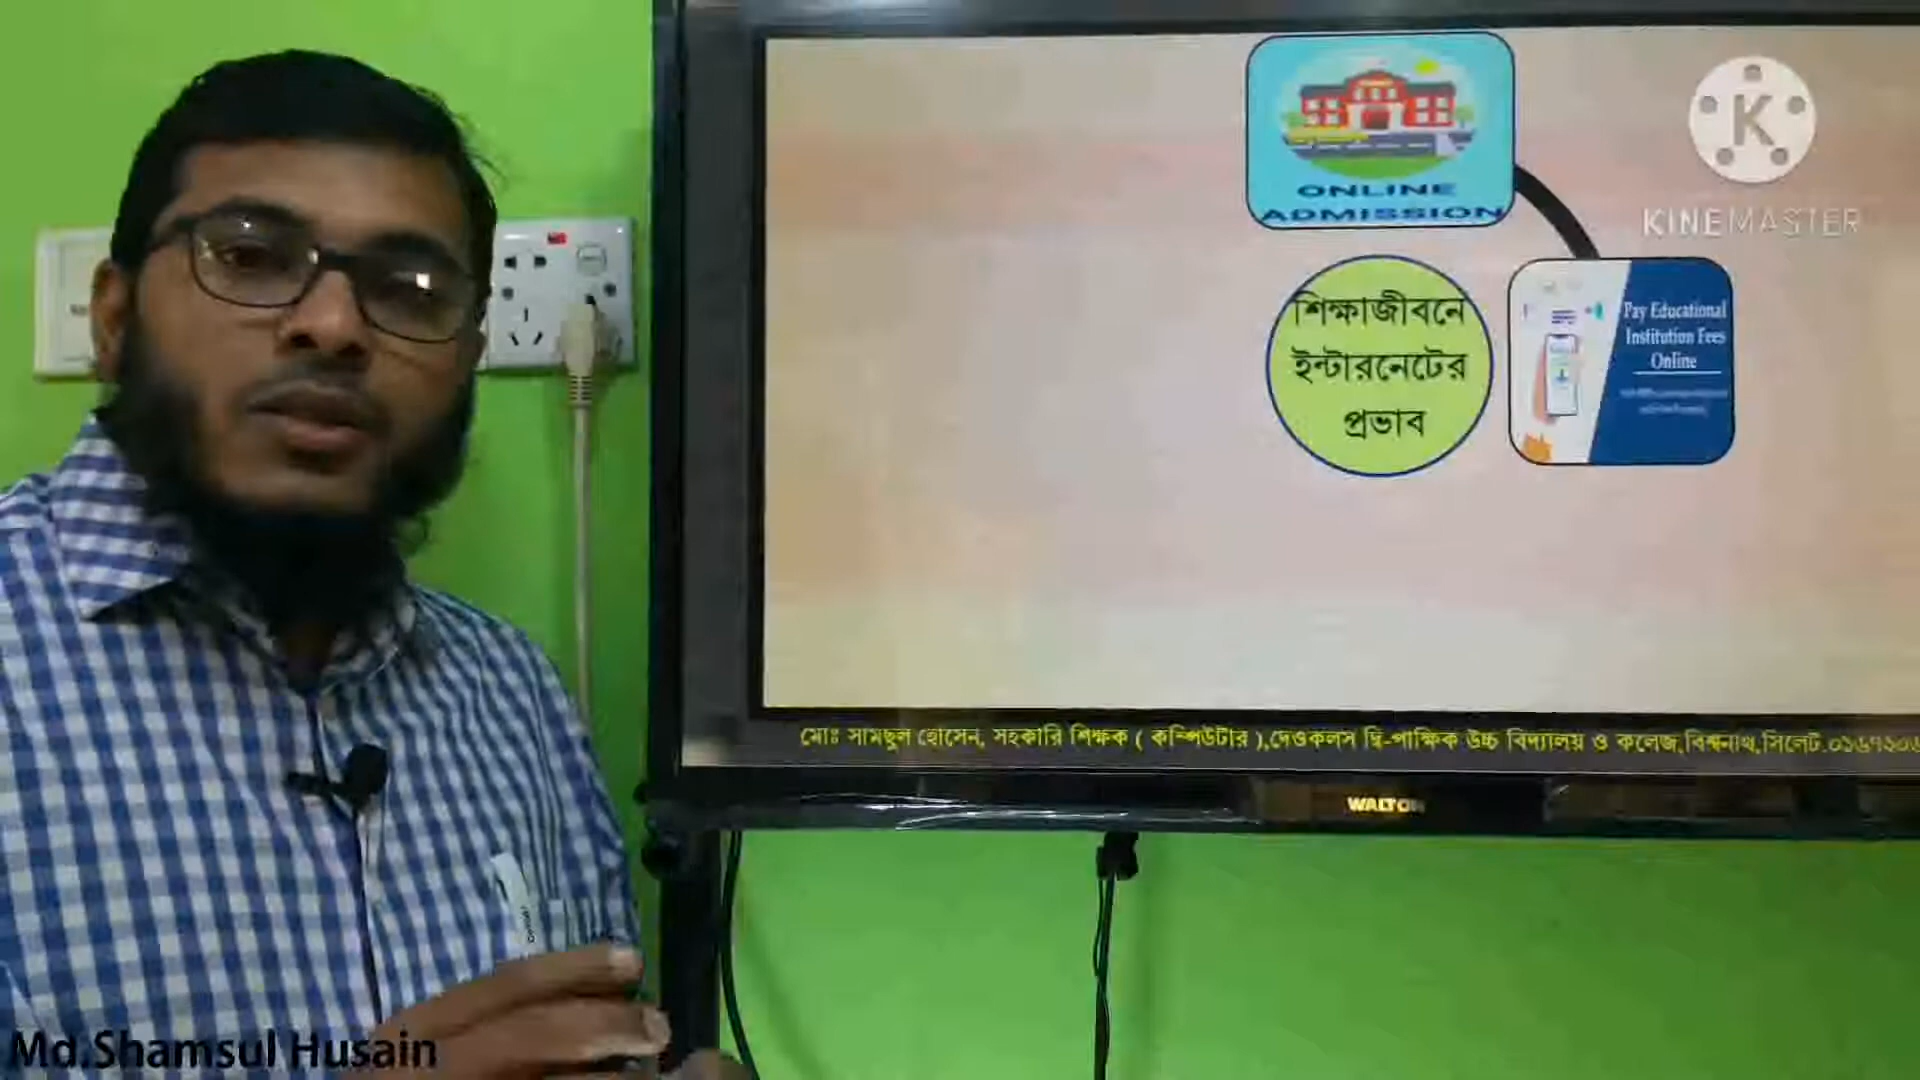 ONLINE
ADMISSION
KINEMASTER
Pay Educational
Institution Fees
Online
শিক্ষাজীবনে
ইন্টারনেটের
প্রভাব
মোঃ সামছুল হোসেন, সহকারি শিক্ষক ( কম্পিউটার ),দেওকলস দ্বি-পাক্ষিক উচ্চ বিদ্যালয় ও কলেজ,বিশ্বনাথ,সিলেট.০১৬৭২০৬
WALTON
Md.Shamsul Husain